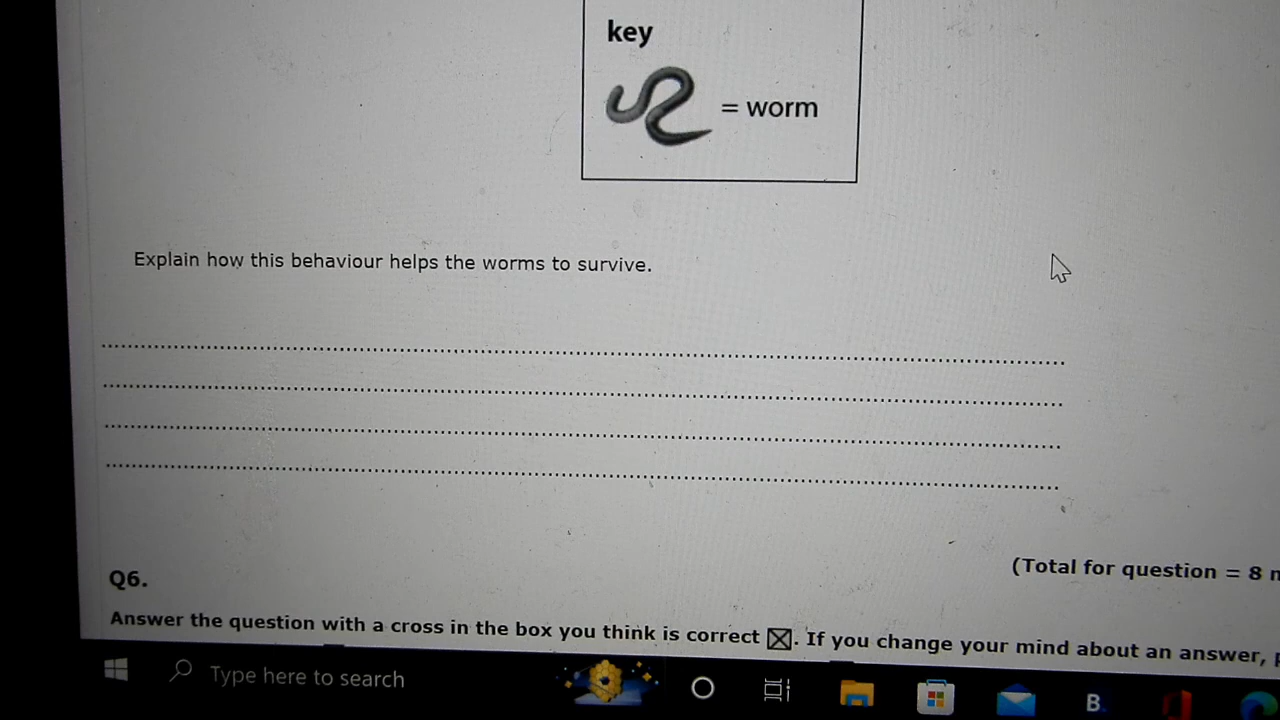 key
= worm
Explain how this behaviour helps the worms to survive.
(Total for question = 8
Q6.
Answer the question with a cross in the box you think is correct ☒. If you change your mind about an answer,
Type here to search
B